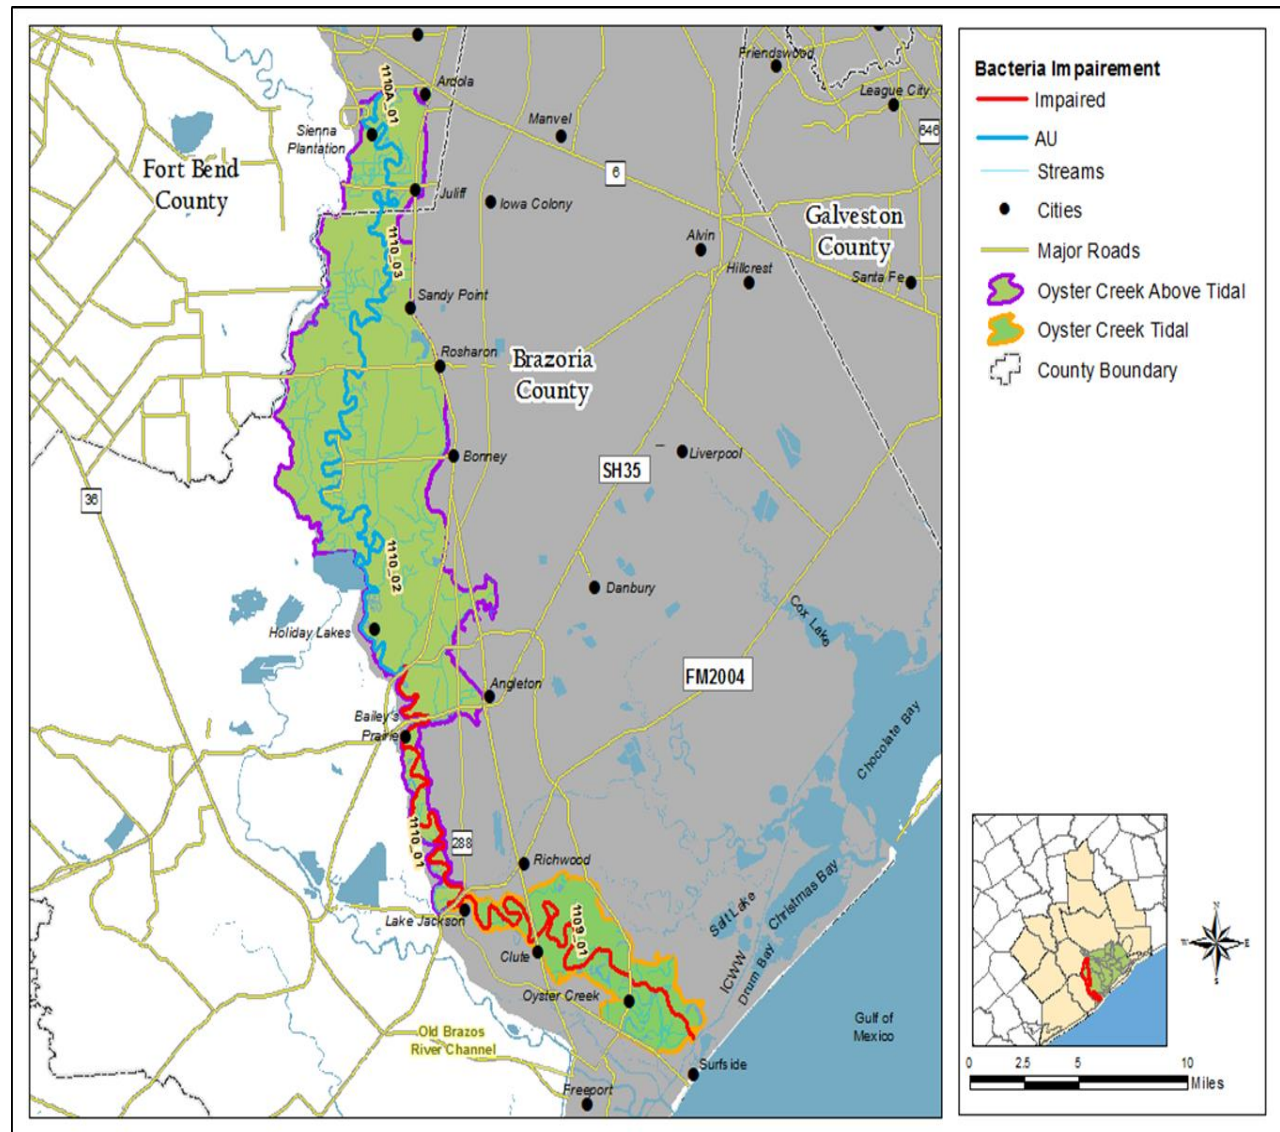 Friendswood
League City
646
Arcola
1110A_01
Manvel
Sienna
Plantation
Fort Bend
County
6
Juliff
Iowa Colony
Galveston
County
Alvin
1110_03
Hillcrest
Santa Fe
Sandy Point
Rosharon
Brazoria
County
Bonney
Liverpool
SH35
36
1110_02
Danbury
Cox Lake
Holiday Lakes
FM2004
Angleton
Bailey's
Prairie
Chocolate Bay
1110_01
288
Richwood
Christmas Bay
Salt Lake
Lake Jackson
1109_01
Clute
ICWW
Drum Bay
Oyster Creek
Gulf of
Mexico
Old Brazos
River Channel
Surfside
Freeport
Bacteria Impairement
Impaired
AU
Streams
Cities
Major Roads
Oyster Creek Above Tidal
Oyster Creek Tidal
County Boundary
N
W
E
S
0 2.5 5 10
Miles